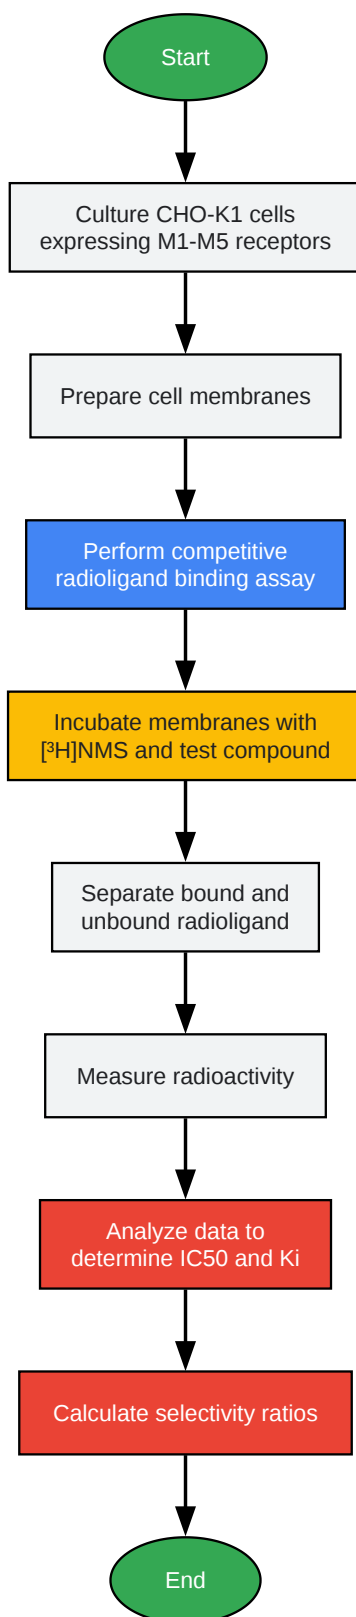 Start
Culture CHO-K1 cells
expressing M1-M5 receptors
Prepare cell membranes
Perform competitive
radioligand binding assay
Incubate membranes with
[³H]NMS and test compound
Separate bound and
unbound radioligand
Measure radioactivity
Analyze data to
determine IC50 and Ki
Calculate selectivity ratios
End